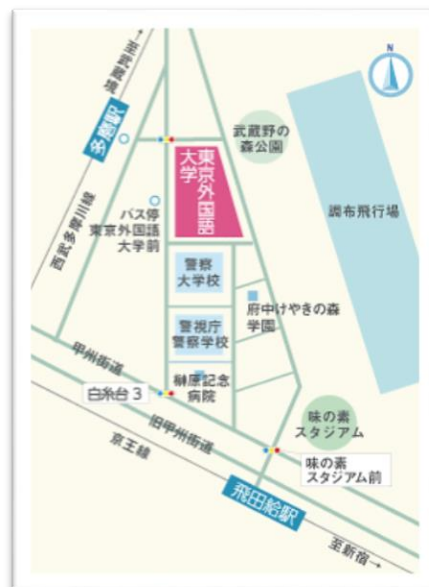 N
←至武蔵境
多磨駅
西武多摩川線
武蔵野の
森公園
東京外国語
大学
調布飛行場
バス停
東京外国語
大学前
警察
大学校
府中けやきの森
学園
警視庁
警察学校
甲州街道
榊原記念
病院
白糸台3
旧甲州街道
味の素
スタジアム
京王線
味の素
スタジアム前
飛田給駅
至新宿→